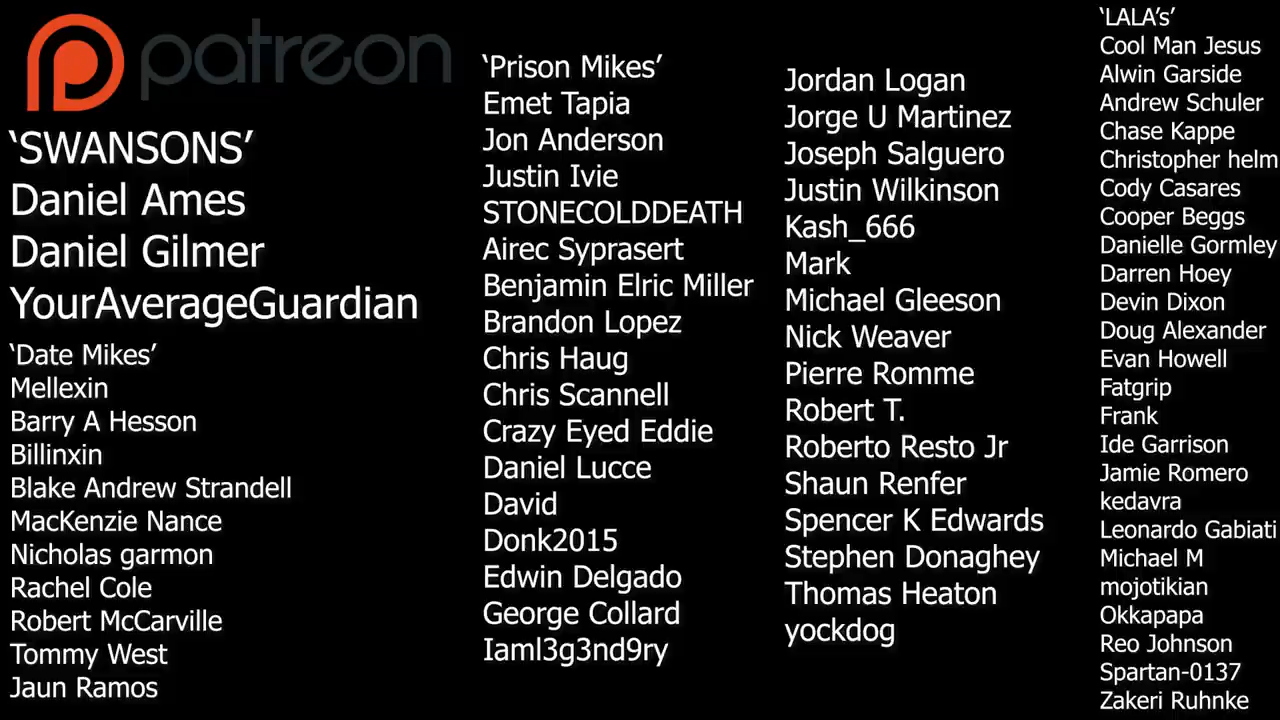 patreon
‘SWANSONS’
Daniel Ames
Daniel Gilmer
YourAverageGuardian
‘Date Mikes’
Mellexin
Barry A Hesson
Billinxin
Blake Andrew Strandell
MacKenzie Nance
Nicholas garmon
Rachel Cole
Robert McCarville
Tommy West
Jaun Ramos
‘Prison Mikes’
Emet Tapia
Jon Anderson
Justin Ivie
STONECOLDDEATH
Airec Syprasert
Benjamin Elric Miller
Brandon Lopez
Chris Haug
Chris Scannell
Crazy Eyed Eddie
Daniel Lucce
David
Donk2015
Edwin Delgado
George Collard
Iaml3g3nd9ry
Jordan Logan
Jorge U Martinez
Joseph Salguero
Justin Wilkinson
Kash_666
Mark
Michael Gleeson
Nick Weaver
Pierre Romme
Robert T.
Roberto Resto Jr
Shaun Renfer
Spencer K Edwards
Stephen Donaghey
Thomas Heaton
yockdog
‘LALA’s’
Cool Man Jesus
Alwin Garside
Andrew Schuler
Chase Kappe
Christopher helm
Cody Casares
Cooper Beggs
Danielle Gormley
Darren Hoey
Devin Dixon
Doug Alexander
Evan Howell
Fatgrip
Frank
Ide Garrison
Jamie Romero
kedavra
Leonardo Gabiati
Michael M
mojotikian
Okkapapa
Reo Johnson
Spartan-0137
Zakeri Ruhnke